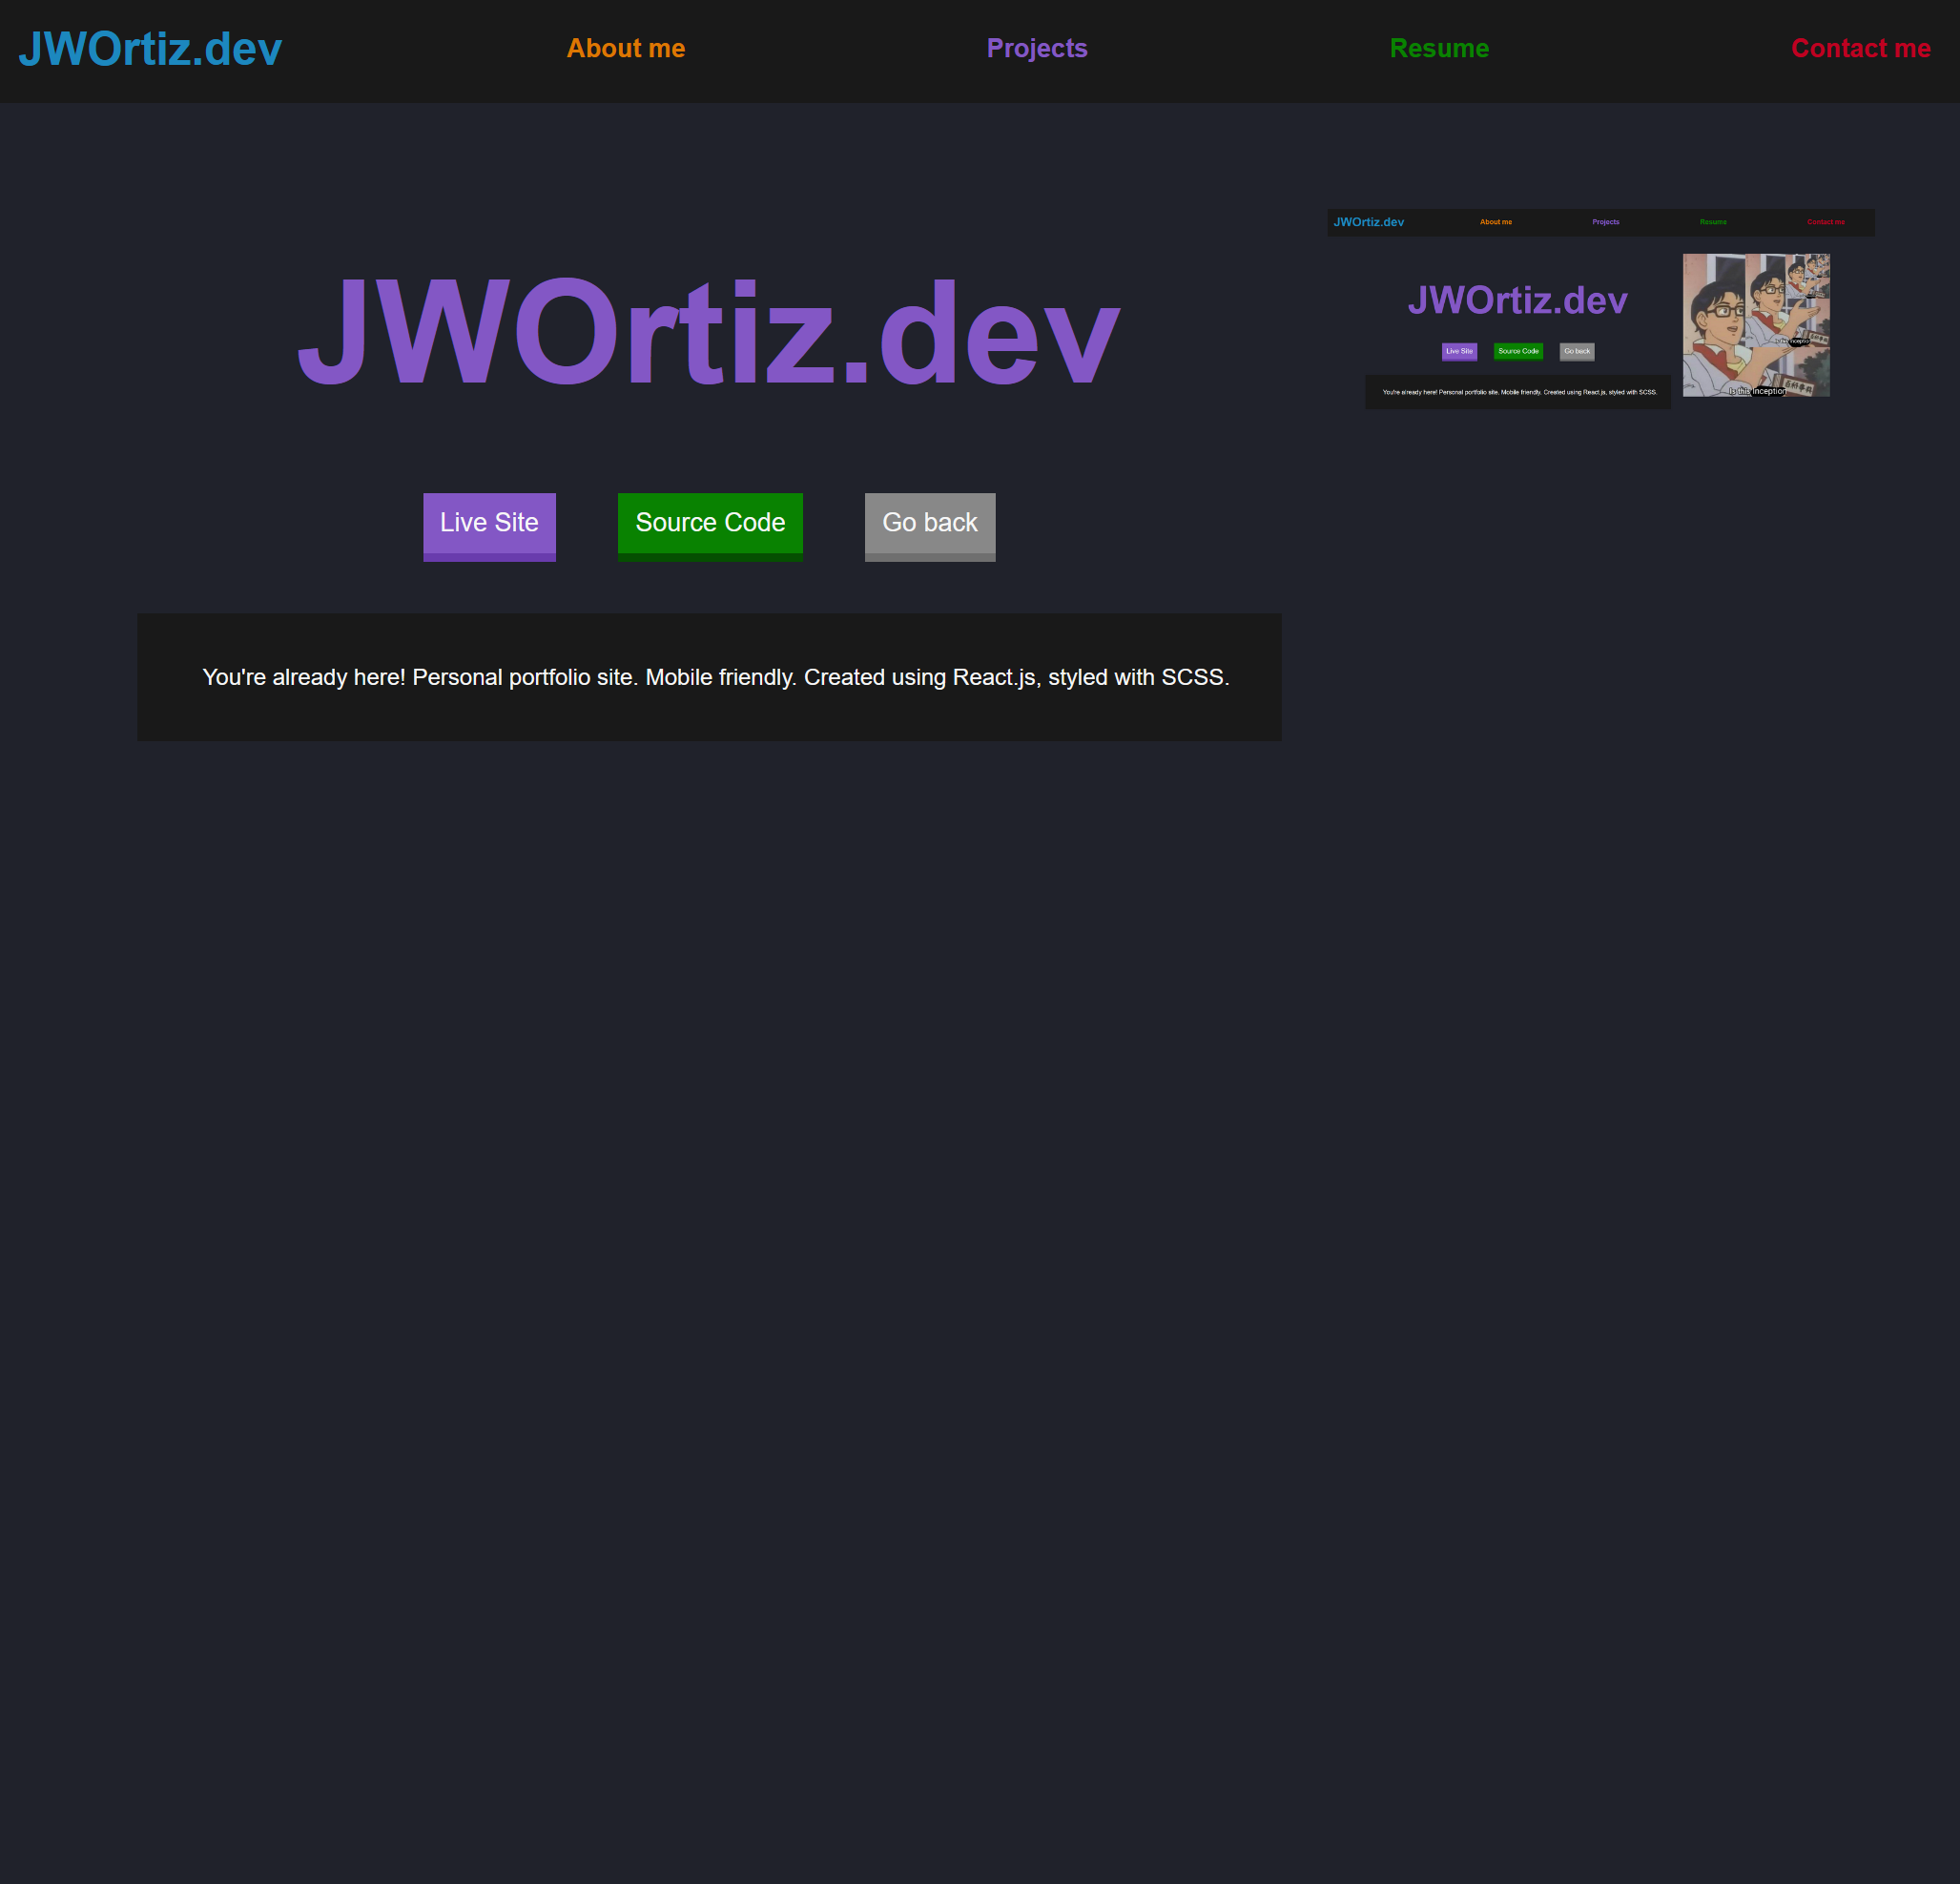 JWOrtiz.dev About me Projects Resume Contact me
JWOrtiz.dev
Live Site Source Code Go back
You're already here! Personal portfolio site. Mobile friendly. Created using React.js, styled with SCSS.
JWOrtiz.dev About me Projects Resume Contact me
JWOrtiz.dev
Live Site Source Code Go back
You're already here! Personal portfolio site. Mobile friendly. Created using React.js, styled with SCSS.
Is this Inception